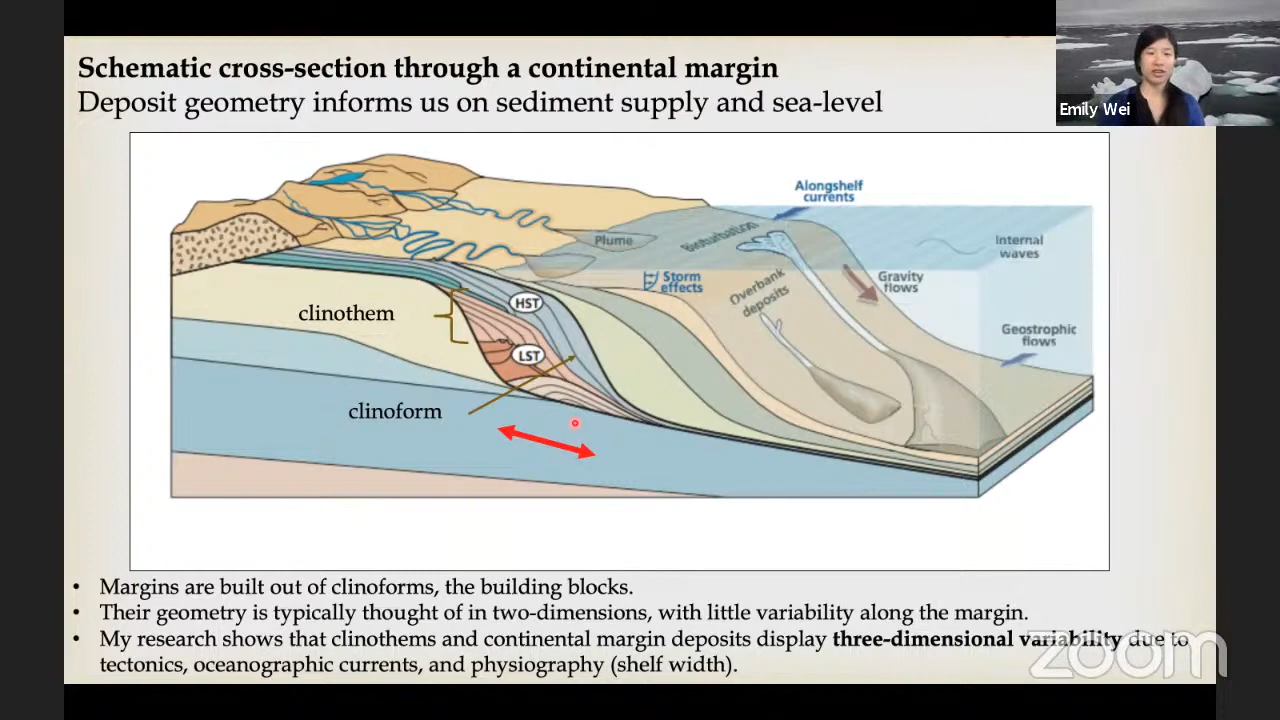 Schematic cross-section through a continental margin
Deposit geometry informs us on sediment supply and sea-level
Emily Wei
Alongshelf
currents
Plume
Bioturbation
Internal
waves
Storm
effects
Overbank
deposits
Gravity
flows
HST
clinothem
Geostrophic
flows
LST
clinoform
• Margins are built out of clinoforms, the building blocks.
• Their geometry is typically thought of in two-dimensions, with little variability along the margin.
• My research shows that clinothems and continental margin deposits display three-dimensional variability due to
tectonics, oceanographic currents, and physiography (shelf width).
zoom